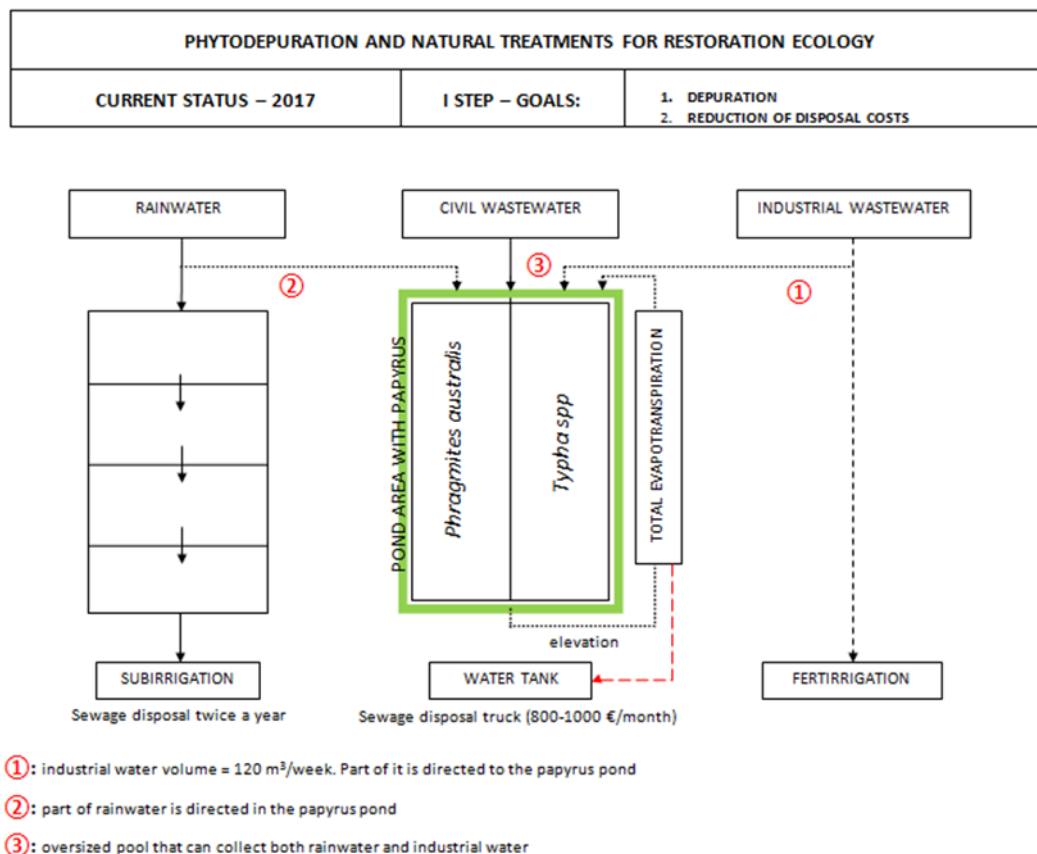 PHYTODEPURATION AND NATURAL TREATMENTS FOR RESTORATION ECOLOGY
CURRENT STATUS – 2017
I STEP – GOALS:
1. DEPURATION
2. REDUCTION OF DISPOSAL COSTS
RAINWATER
CIVIL WASTEWATER
INDUSTRIAL WASTEWATER
2
3
1
POND AREA WITH PAPYRUS
Phragmites australis
Typha spp
TOTAL EVAPOTRANSPIRATION
elevation
SUBIRRIGATION
WATER TANK
FERTIRRIGATION
Sewage disposal twice a year
Sewage disposal truck (800-1000 €/month)
①: industrial water volume = 120 m³/week. Part of it is directed to the papyrus pond
②: part of rainwater is directed in the papyrus pond
③: oversized pool that can collect both rainwater and industrial water